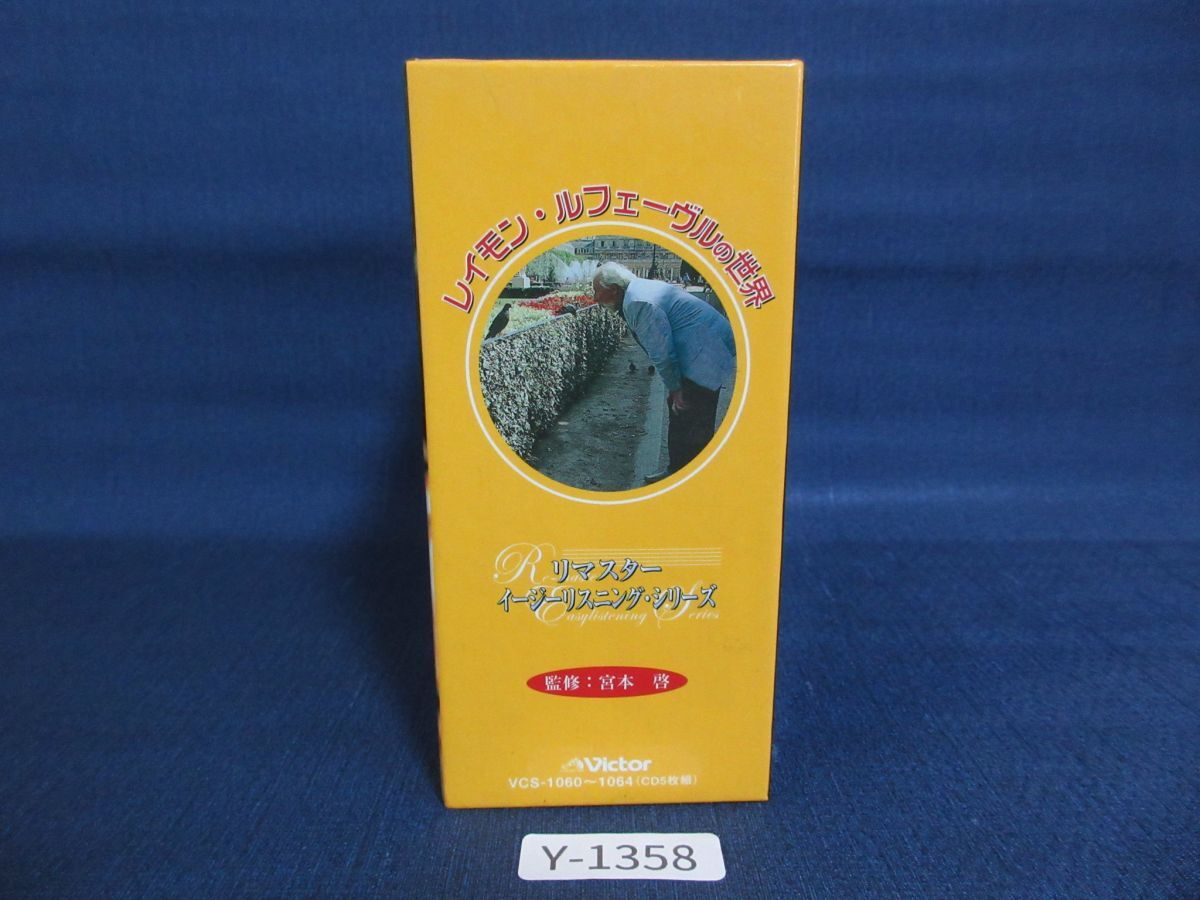 レイモン・ルフェーヴルの世界
リマスター
イージーリスニング・シリーズ
Easylistening Series
監修：宮本 啓
Victor
VCS-1060～1064（CD5枚組）
Y-1358